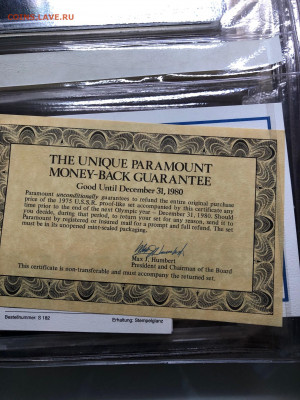 COINS.LAVE.RU
THE UNIQUE PARAMOUNT
MONEY-BACK GUARANTEE
Good Until December 31, 1980
Paramount unconditionally guarantees to refund the entire original purchase
price of the 1975 U.S.S.R. proof-like set accompanied by this certificate any
time prior to the end of the next Olympic year – December 31, 1980. Should
you decide, during that period, to return your set for any reason, send it to
Paramount by registered or insured mail for a prompt and full refund. The set
must be in its unopened inner-sealed packaging.
Max J. Humbert
President and Chairman of the Board
This certificate is non-transferable and must accompany the returned set.
Bestellnummer: S 182
Erhaltung: Stempelglanz